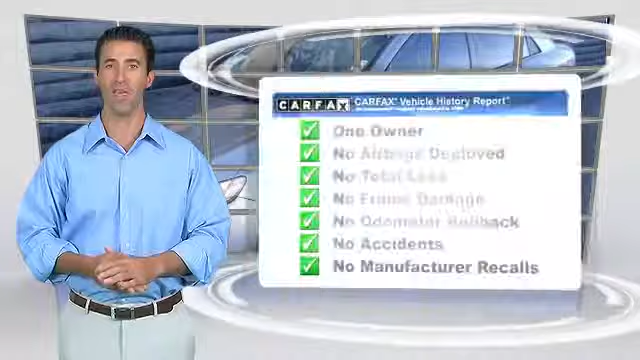 CARFAX CARFAX Vehicle History Report™
One Owner
No Airbags Deployed
No Total Loss
No Frame Damage
No Odometer Rollback
No Accidents
No Manufacturer Recalls